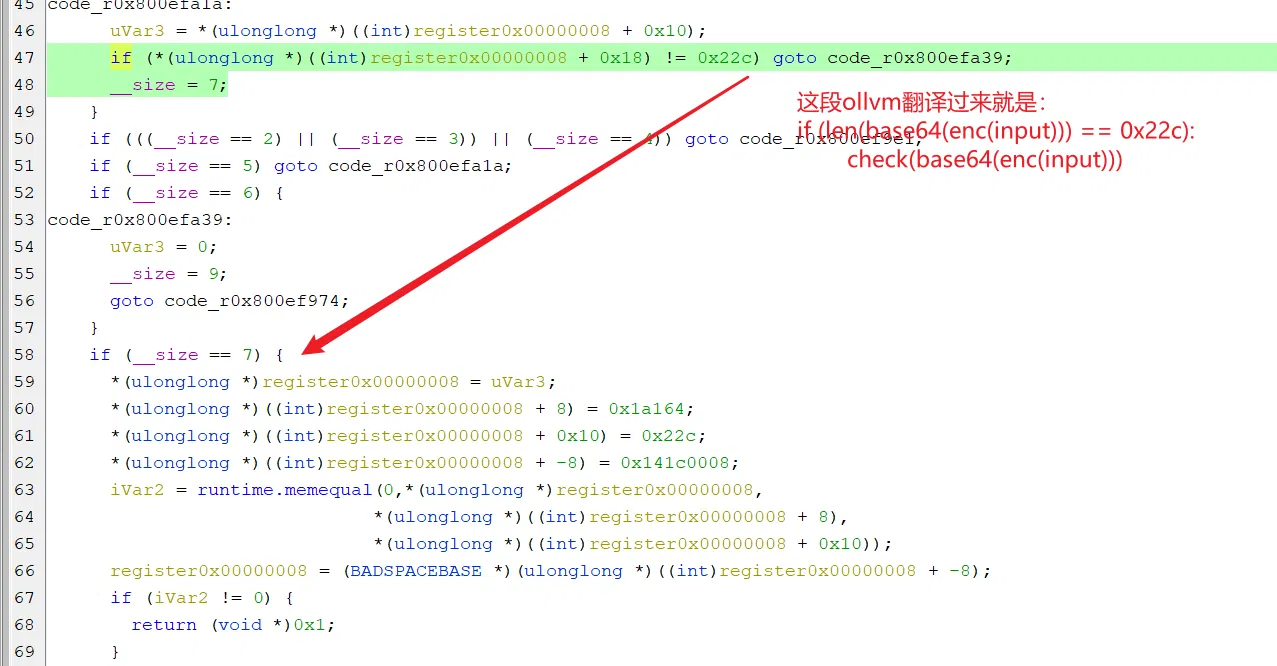 45 code_r0x800efa1a:
46 uVar3 = *(ulonglong *)((int)register0x00000008 + 0x10);
47 if (*(ulonglong *)((int)register0x00000008 + 0x18) != 0x22c) goto code_r0x800efa39;
48 __size = 7;
49 }
50 if (((__size == 2) || (__size == 3)) || (__size == 4)) goto code_r0x800ef9e1;
51 if (__size == 5) goto code_r0x800efa1a;
52 if (__size == 6) {
53 code_r0x800efa39:
54 uVar3 = 0;
55 __size = 9;
56 goto code_r0x800ef974;
57 }
58 if (__size == 7) {
59 *(ulonglong *)register0x00000008 = uVar3;
60 *(ulonglong *)((int)register0x00000008 + 8) = 0x1a164;
61 *(ulonglong *)((int)register0x00000008 + 0x10) = 0x22c;
62 *(ulonglong *)((int)register0x00000008 + -8) = 0x141c0008;
63 iVar2 = runtime.memequal(0,*(ulonglong *)register0x00000008,
64 *(ulonglong *)((int)register0x00000008 + 8),
65 *(ulonglong *)((int)register0x00000008 + 0x10));
66 register0x00000008 = (BADSPACEBASE *)(ulonglong *)((int)register0x00000008 + -8);
67 if (iVar2 != 0) {
68 return (void *)0x1;
69 }
这段ollvm翻译过来就是:
if (len(base64(enc(input))) == 0x22c):
check(base64(enc(input)))